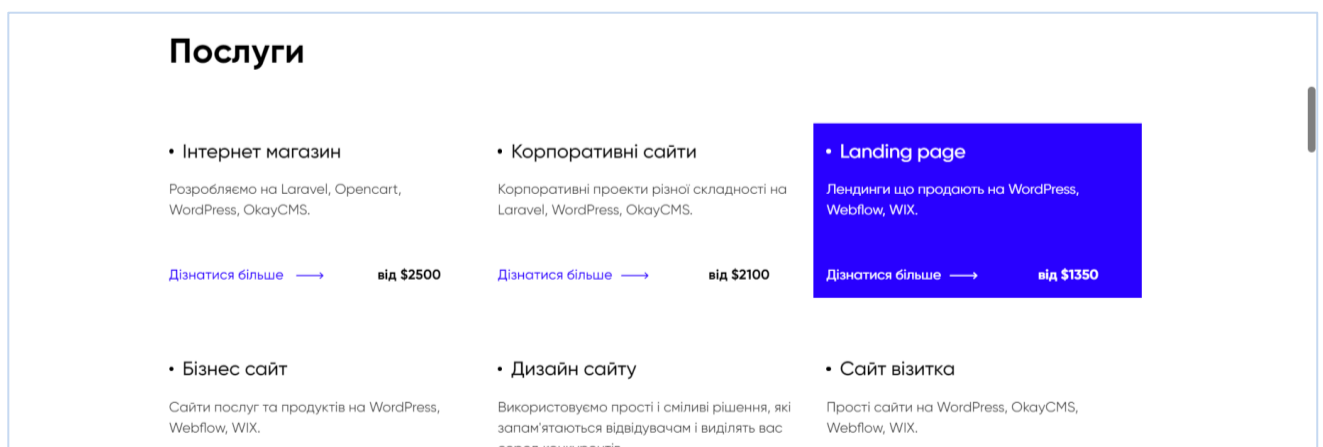 Послуги
• Інтернет магазин
Розробляємо на Laravel, Opencart,
WordPress, OkayCMS.
Дізнатися більше ⟶ від $2500
• Корпоративні сайти
Корпоративні проекти різної складності на
Laravel, WordPress, OkayCMS.
Дізнатися більше ⟶ від $2100
• Landing page
Лендинги що продають на WordPress,
Webflow, WIX.
Дізнатися більше ⟶ від $1350
• Бізнес сайт
Сайти послуг та продуктів на WordPress,
Webflow, WIX.
• Дизайн сайту
Використовуємо прості і сміливі рішення, які
запам'ятаються відвідувачам і виділять вас
• Сайт візитка
Прості сайти на WordPress, OkayCMS,
Webflow, WIX.